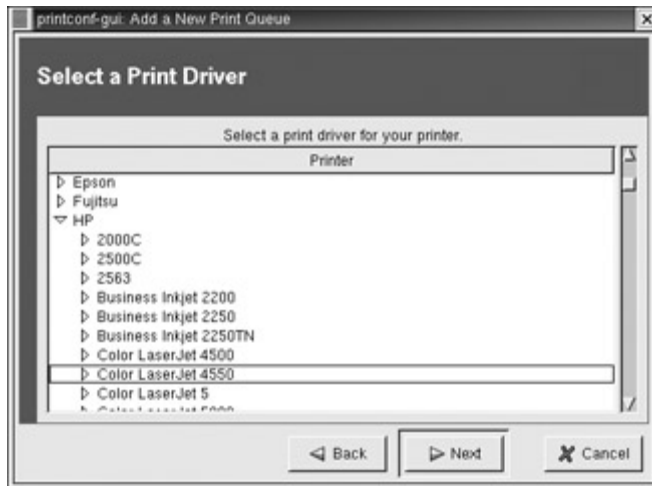 printconf-gui: Add a New Print Queue
Select a Print Driver
Select a print driver for your printer.
Printer
Epson
Fujitsu
HP
2000C
2500C
2563
Business Inkjet 2200
Business Inkjet 2250
Business Inkjet 2250TN
Color LaserJet 4500
Color LaserJet 4550
Color LaserJet 5
Back
Next
Cancel